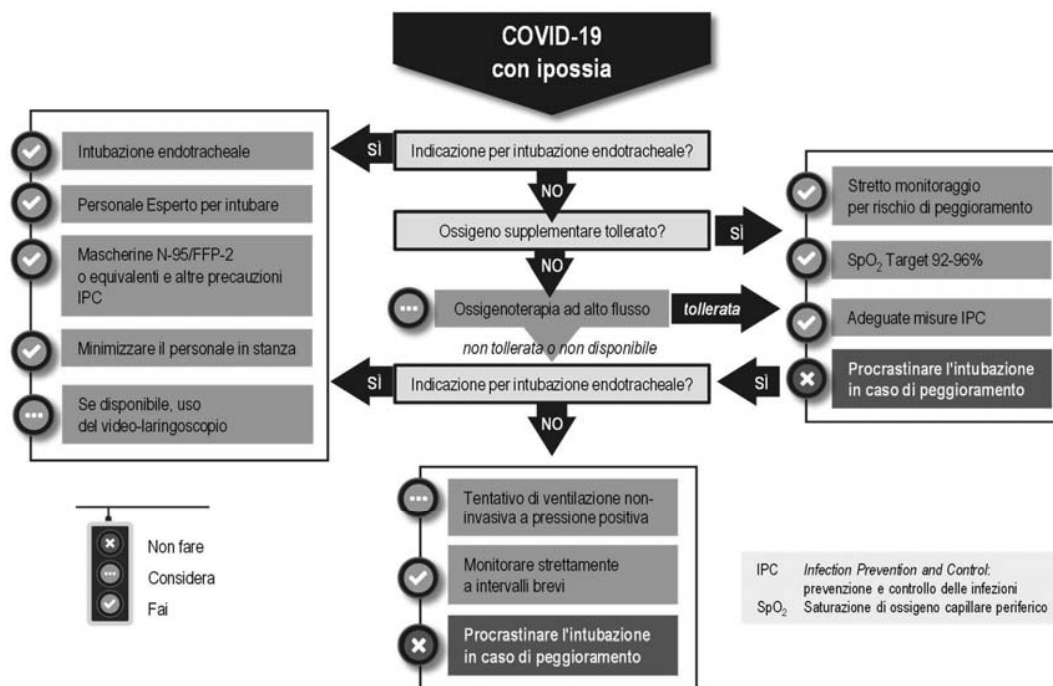 COVID-19
con ipossia
Indicazione per intubazione endotracheale?
SÌ
Intubazione endotracheale
Personale Esperto per intubare
Mascherine N-95/FFP-2
o equivalenti e altre precauzioni
IPC
Minimizzare il personale in stanza
Se disponibile, uso
del video-laringoscopio
NO
Ossigeno supplementare tollerato?
SÌ
Stretto monitoraggio
per rischio di peggioramento
SpO₂ Target 92-96%
Adeguate misure IPC
Procrastinare l'intubazione
in caso di peggioramento
NO
Ossigenoterapia ad alto flusso
tollerata
non tollerata o non disponibile
SÌ
Indicazione per intubazione endotracheale?
SÌ
NO
Tentativo di ventilazione non-
invasiva a pressione positiva
Monitorare strettamente
a intervalli brevi
Procrastinare l'intubazione
in caso di peggioramento
Non fare
Considera
Fai
IPC Infection Prevention and Control:
prevenzione e controllo delle infezioni
SpO₂ Saturazione di ossigeno capillare periferico